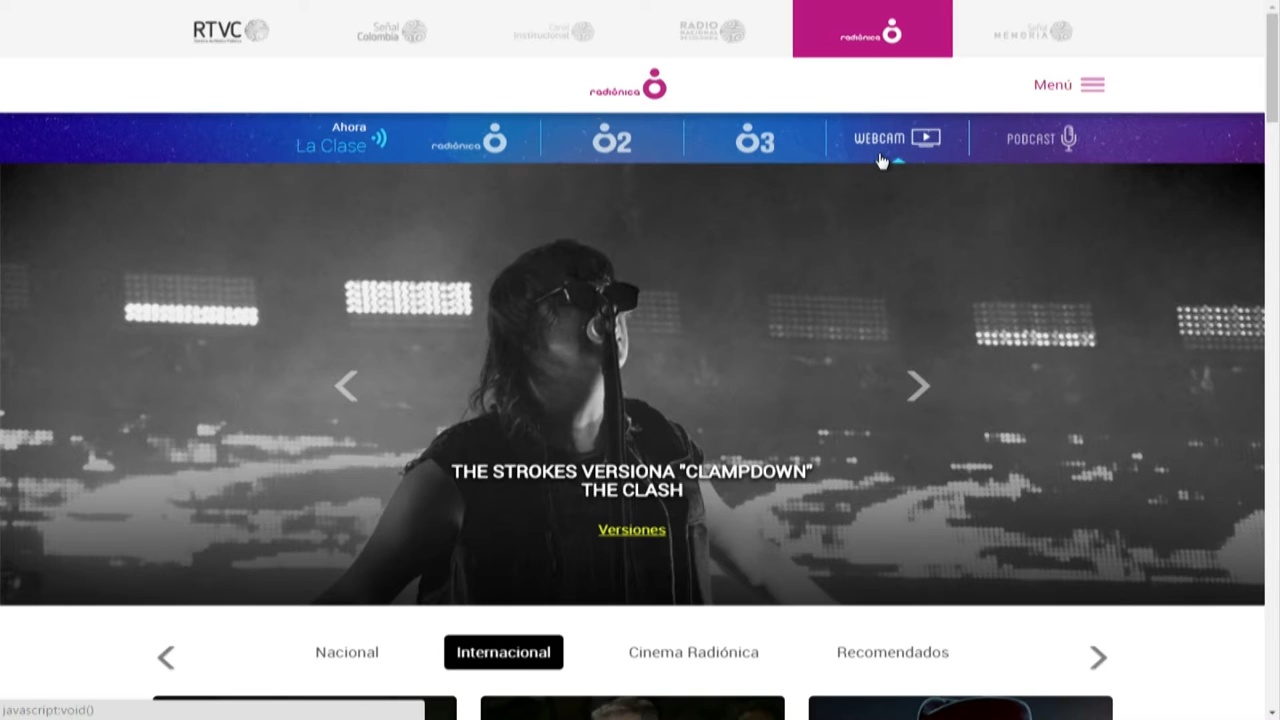 RTVC
Señal
Colombia
Canal
Institucional
RADIO
NACIONAL
DE COLOMBIA
radiónica
Señal
MEMORIA
radiónica
Menú
Ahora
La Clase
radiónica
2
3
WEBCAM
PODCAST
THE STROKES VERSIONA "CLAMPDOWN"
THE CLASH
Versiones
Nacional
Internacional
Cinema Radiónica
Recomendados
javascript:void()